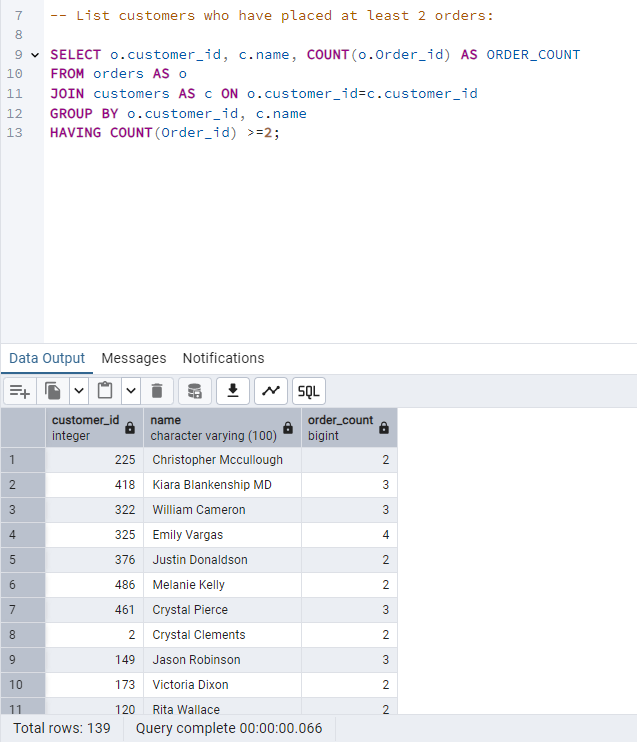 7 -- List customers who have placed at least 2 orders:
8
9 SELECT o.customer_id, c.name, COUNT(o.Order_id) AS ORDER_COUNT
10 FROM orders AS o
11 JOIN customers AS c ON o.customer_id=c.customer_id
12 GROUP BY o.customer_id, c.name
13 HAVING COUNT(Order_id) >=2;
Data Output Messages Notifications
SQL
customer_id name order_count
integer character varying (100) bigint
1 225 Christopher Mccullough 2
2 418 Kiara Blankenship MD 3
3 322 William Cameron 3
4 325 Emily Vargas 4
5 376 Justin Donaldson 2
6 486 Melanie Kelly 2
7 461 Crystal Pierce 3
8 2 Crystal Clements 2
9 149 Jason Robinson 3
10 173 Victoria Dixon 2
11 120 Rita Wallace 2
Total rows: 139 Query complete 00:00:00.066